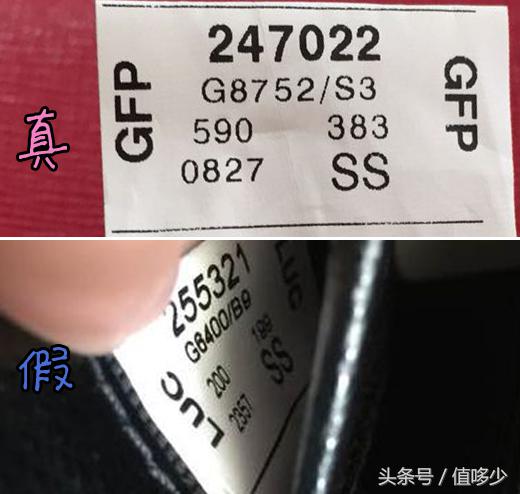 真
GFP
247022
G8752/S3
590 383
0827 SS
GFP
假
255321
G6400/B9
200 198
2357 SS
LUC
LUC
头条号 / 值哆少